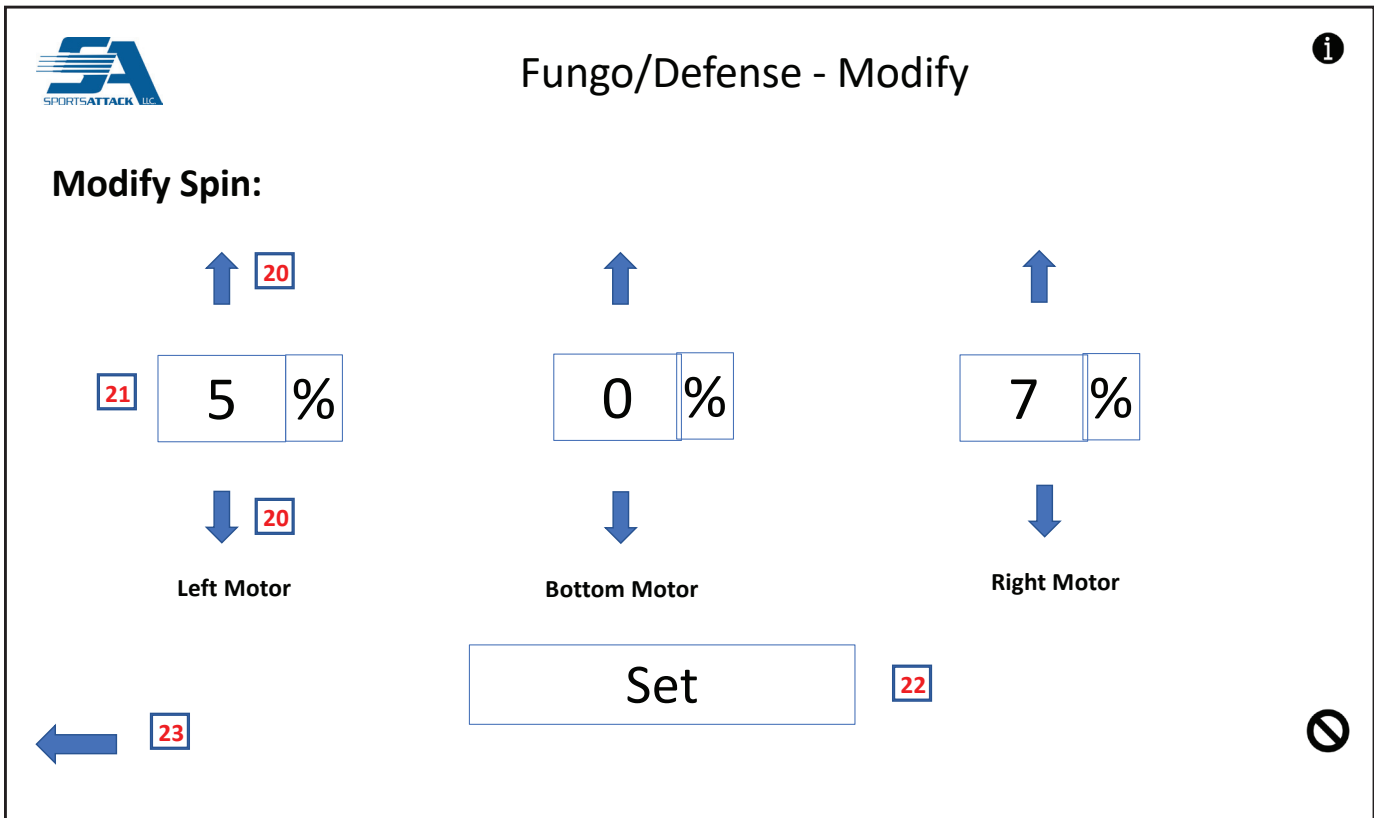 SPORTSATTACK LLC.
Fungo/Defense - Modify
i
Modify Spin:
20
21
5 %
0 %
7 %
20
Left Motor
Bottom Motor
Right Motor
Set
22
23